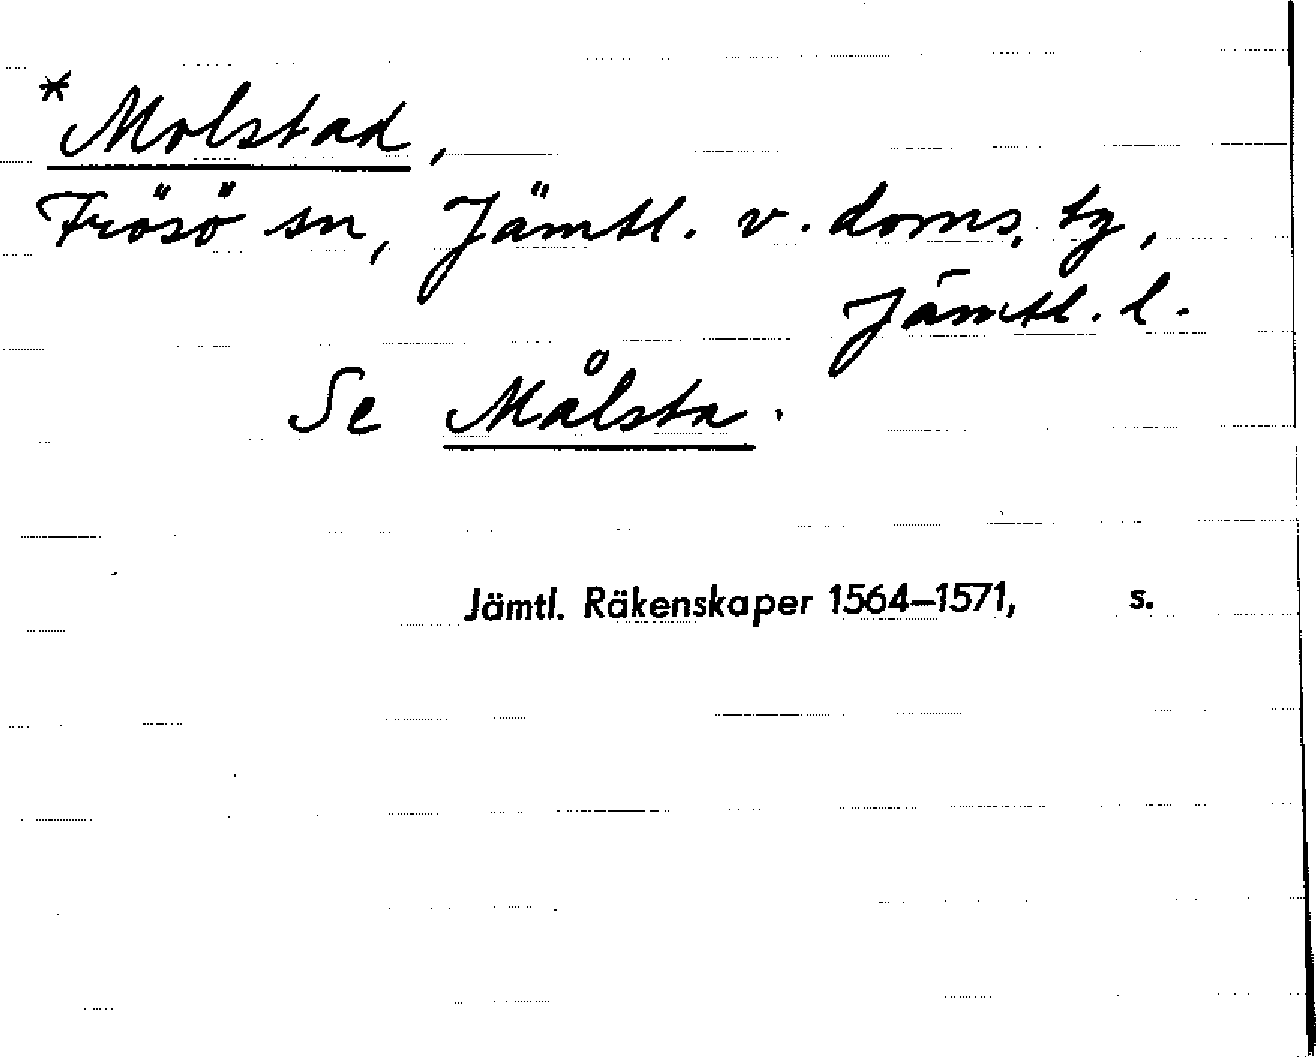 *Molstad,
Frösö sn, Jämtl. v. doms. tg,
Jämtl. l.
Se Målsta.
Jämtl. Räkenskaper 1564–1571, s.